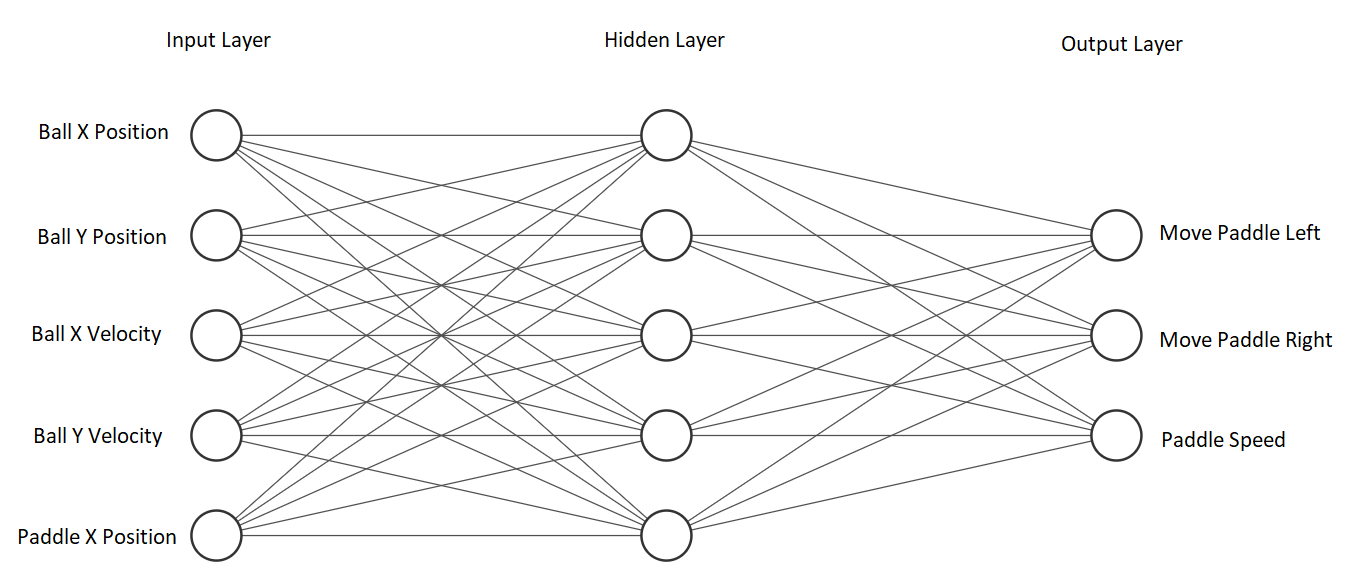 Input Layer
Hidden Layer
Output Layer
Ball X Position
Ball Y Position
Ball X Velocity
Ball Y Velocity
Paddle X Position
Move Paddle Left
Move Paddle Right
Paddle Speed